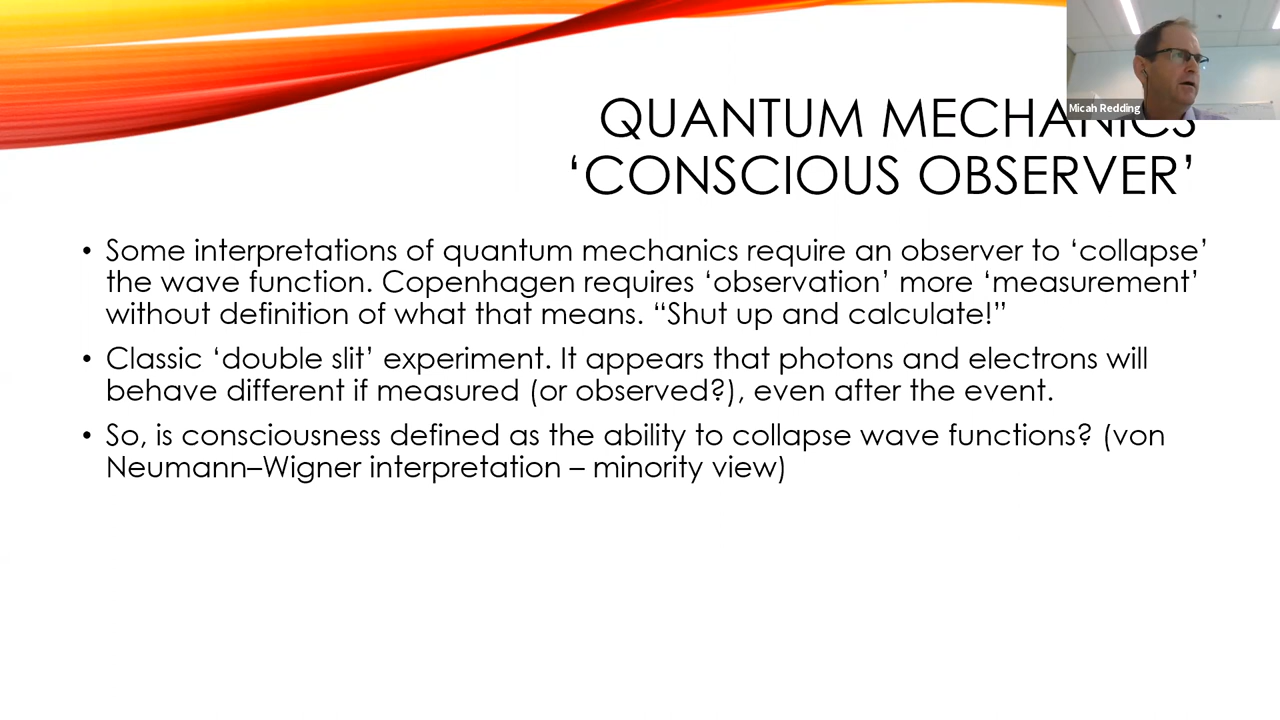 Micah Redding
QUANTUM MECHANICS
‘CONSCIOUS OBSERVER’
• Some interpretations of quantum mechanics require an observer to ‘collapse’
the wave function. Copenhagen requires ‘observation’ more ‘measurement’
without definition of what that means. “Shut up and calculate!”
• Classic ‘double slit’ experiment. It appears that photons and electrons will
behave different if measured (or observed?), even after the event.
• So, is consciousness defined as the ability to collapse wave functions? (von
Neumann–Wigner interpretation – minority view)